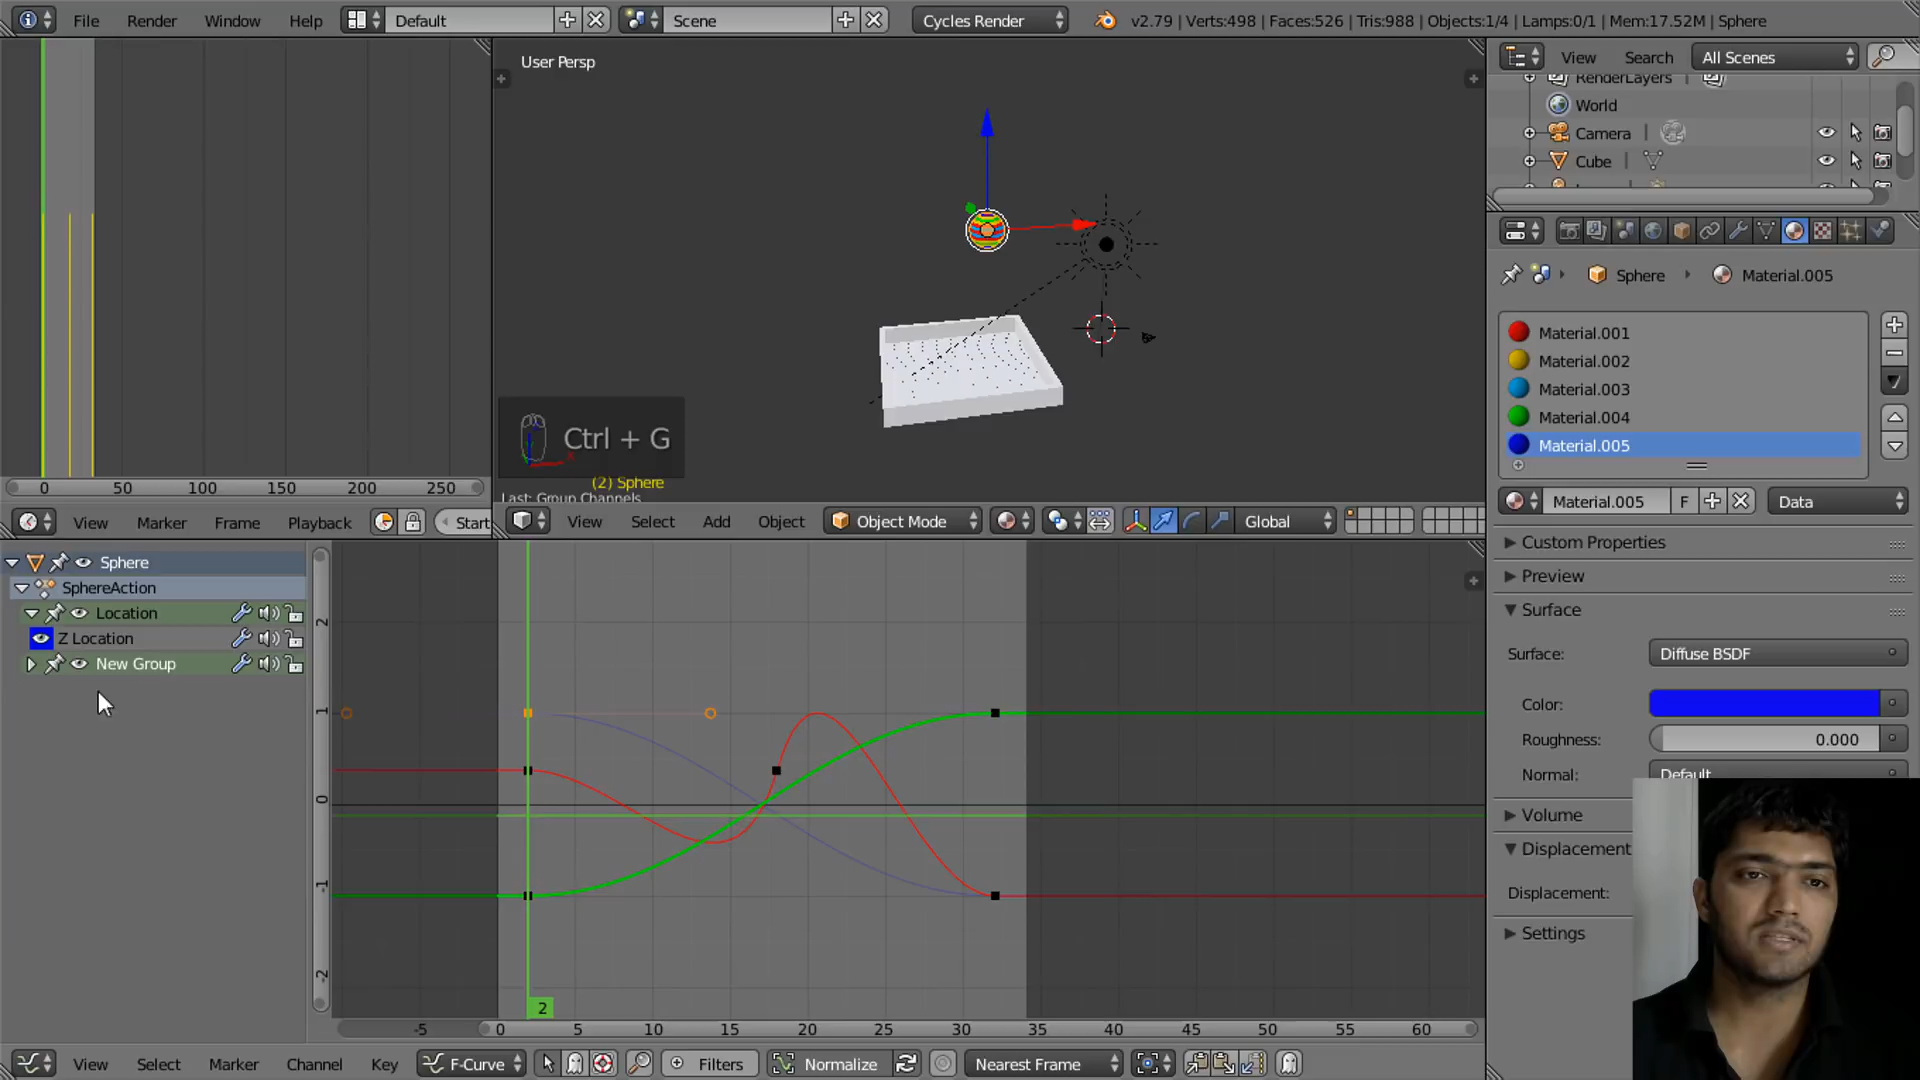 File Render Window Help Default Scene Cycles Render v2.79 | Verts:498 | Faces:526 | Tris:988 | Objects:1/4 | Lamps:0/1 | Mem:17.52M | Sphere
User Persp
View Search All Scenes
RenderLayers
World
Camera
Cube
Sphere Material.005
Material.001
Material.002
Material.003
Material.004
Material.005
Ctrl + G
(2) Sphere
Last: Group Channels
0 50 100 150 200 250
Material.005 F Data
View Marker Frame Playback Start
View Select Add Object Object Mode Global
Custom Properties
Preview
Surface
Surface: Diffuse BSDF
Color:
Roughness: 0.000
Normal: Default
Volume
Displacement
Displacement:
Settings
Sphere
SphereAction
Location
Z Location
New Group
2
1
0
-1
-2
2
-5 0 5 10 15 20 25 30 35 40 45 50 55 60
View Select Marker Channel Key F-Curve Filters Normalize Nearest Frame